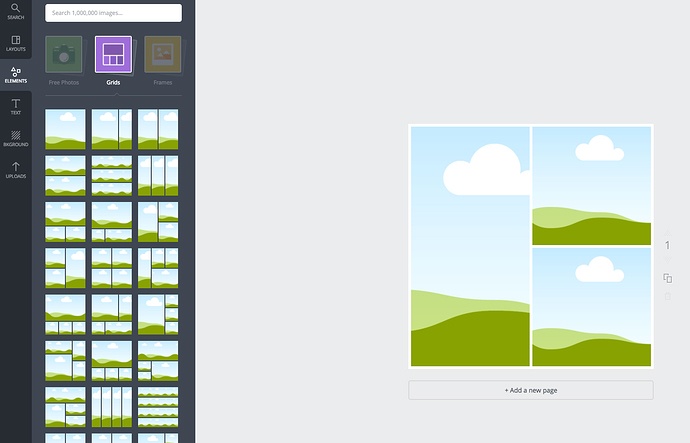 Search 1,000,000 images...
SEARCH
LAYOUTS
ELEMENTS
TEXT
BKGROUND
UPLOADS
Free Photos
Grids
Frames
1
+ Add a new page